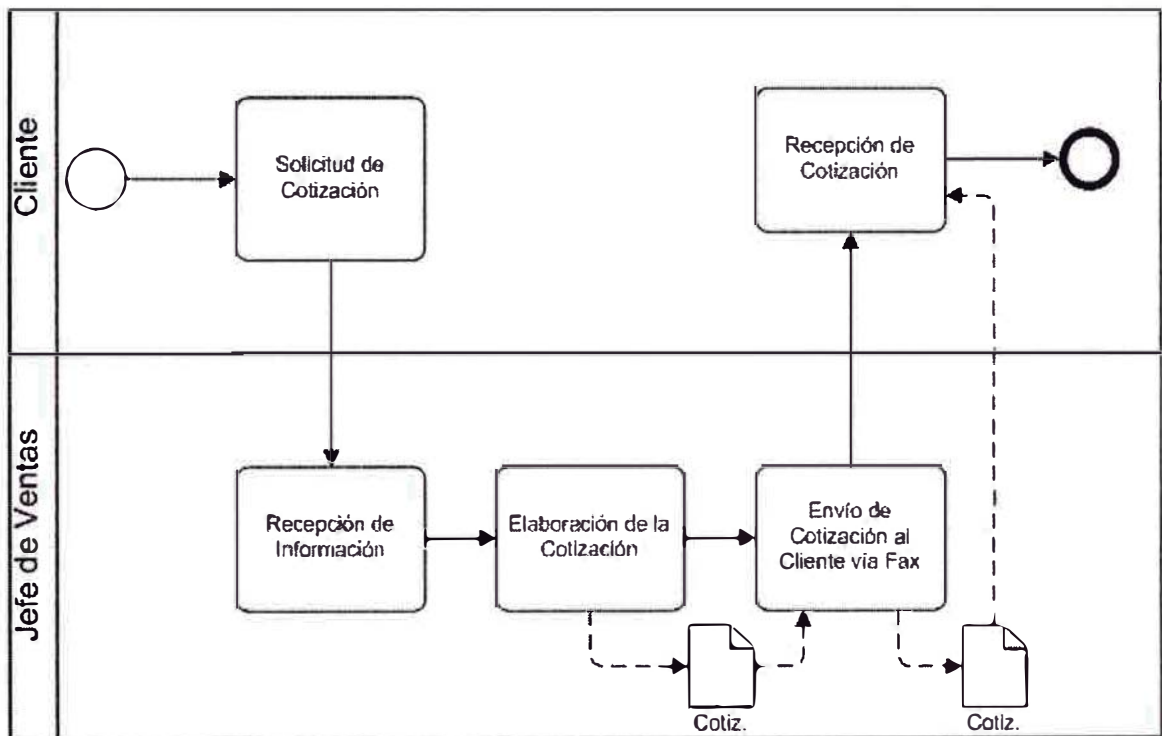 Cliente
Solicitud de
Cotización
Recepción de
Cotización
Jefe de Ventas
Recepción de
Información
Elaboración de la
Cotización
Envío de
Cotización al
Cliente vía Fax
Cotiz.
Cotiz.